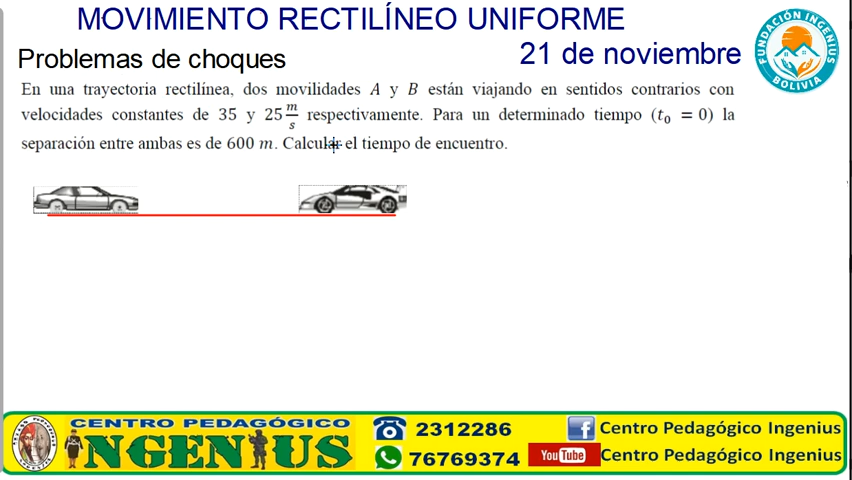 MOVIMIENTO RECTILÍNEO UNIFORME
Problemas de choques
21 de noviembre
FUNDACIÓN INGENIUS
BOLIVIA
En una trayectoria rectilínea, dos movilidades A y B están viajando en sentidos contrarios con
velocidades constantes de 35 y 25 m/s respectivamente. Para un determinado tiempo (t₀ = 0) la
separación entre ambas es de 600 m. Calcular el tiempo de encuentro.
CENTRO PEDAGÓGICO
INGENIUS
2312286
76769374
Centro Pedagógico Ingenius
YouTube Centro Pedagógico Ingenius